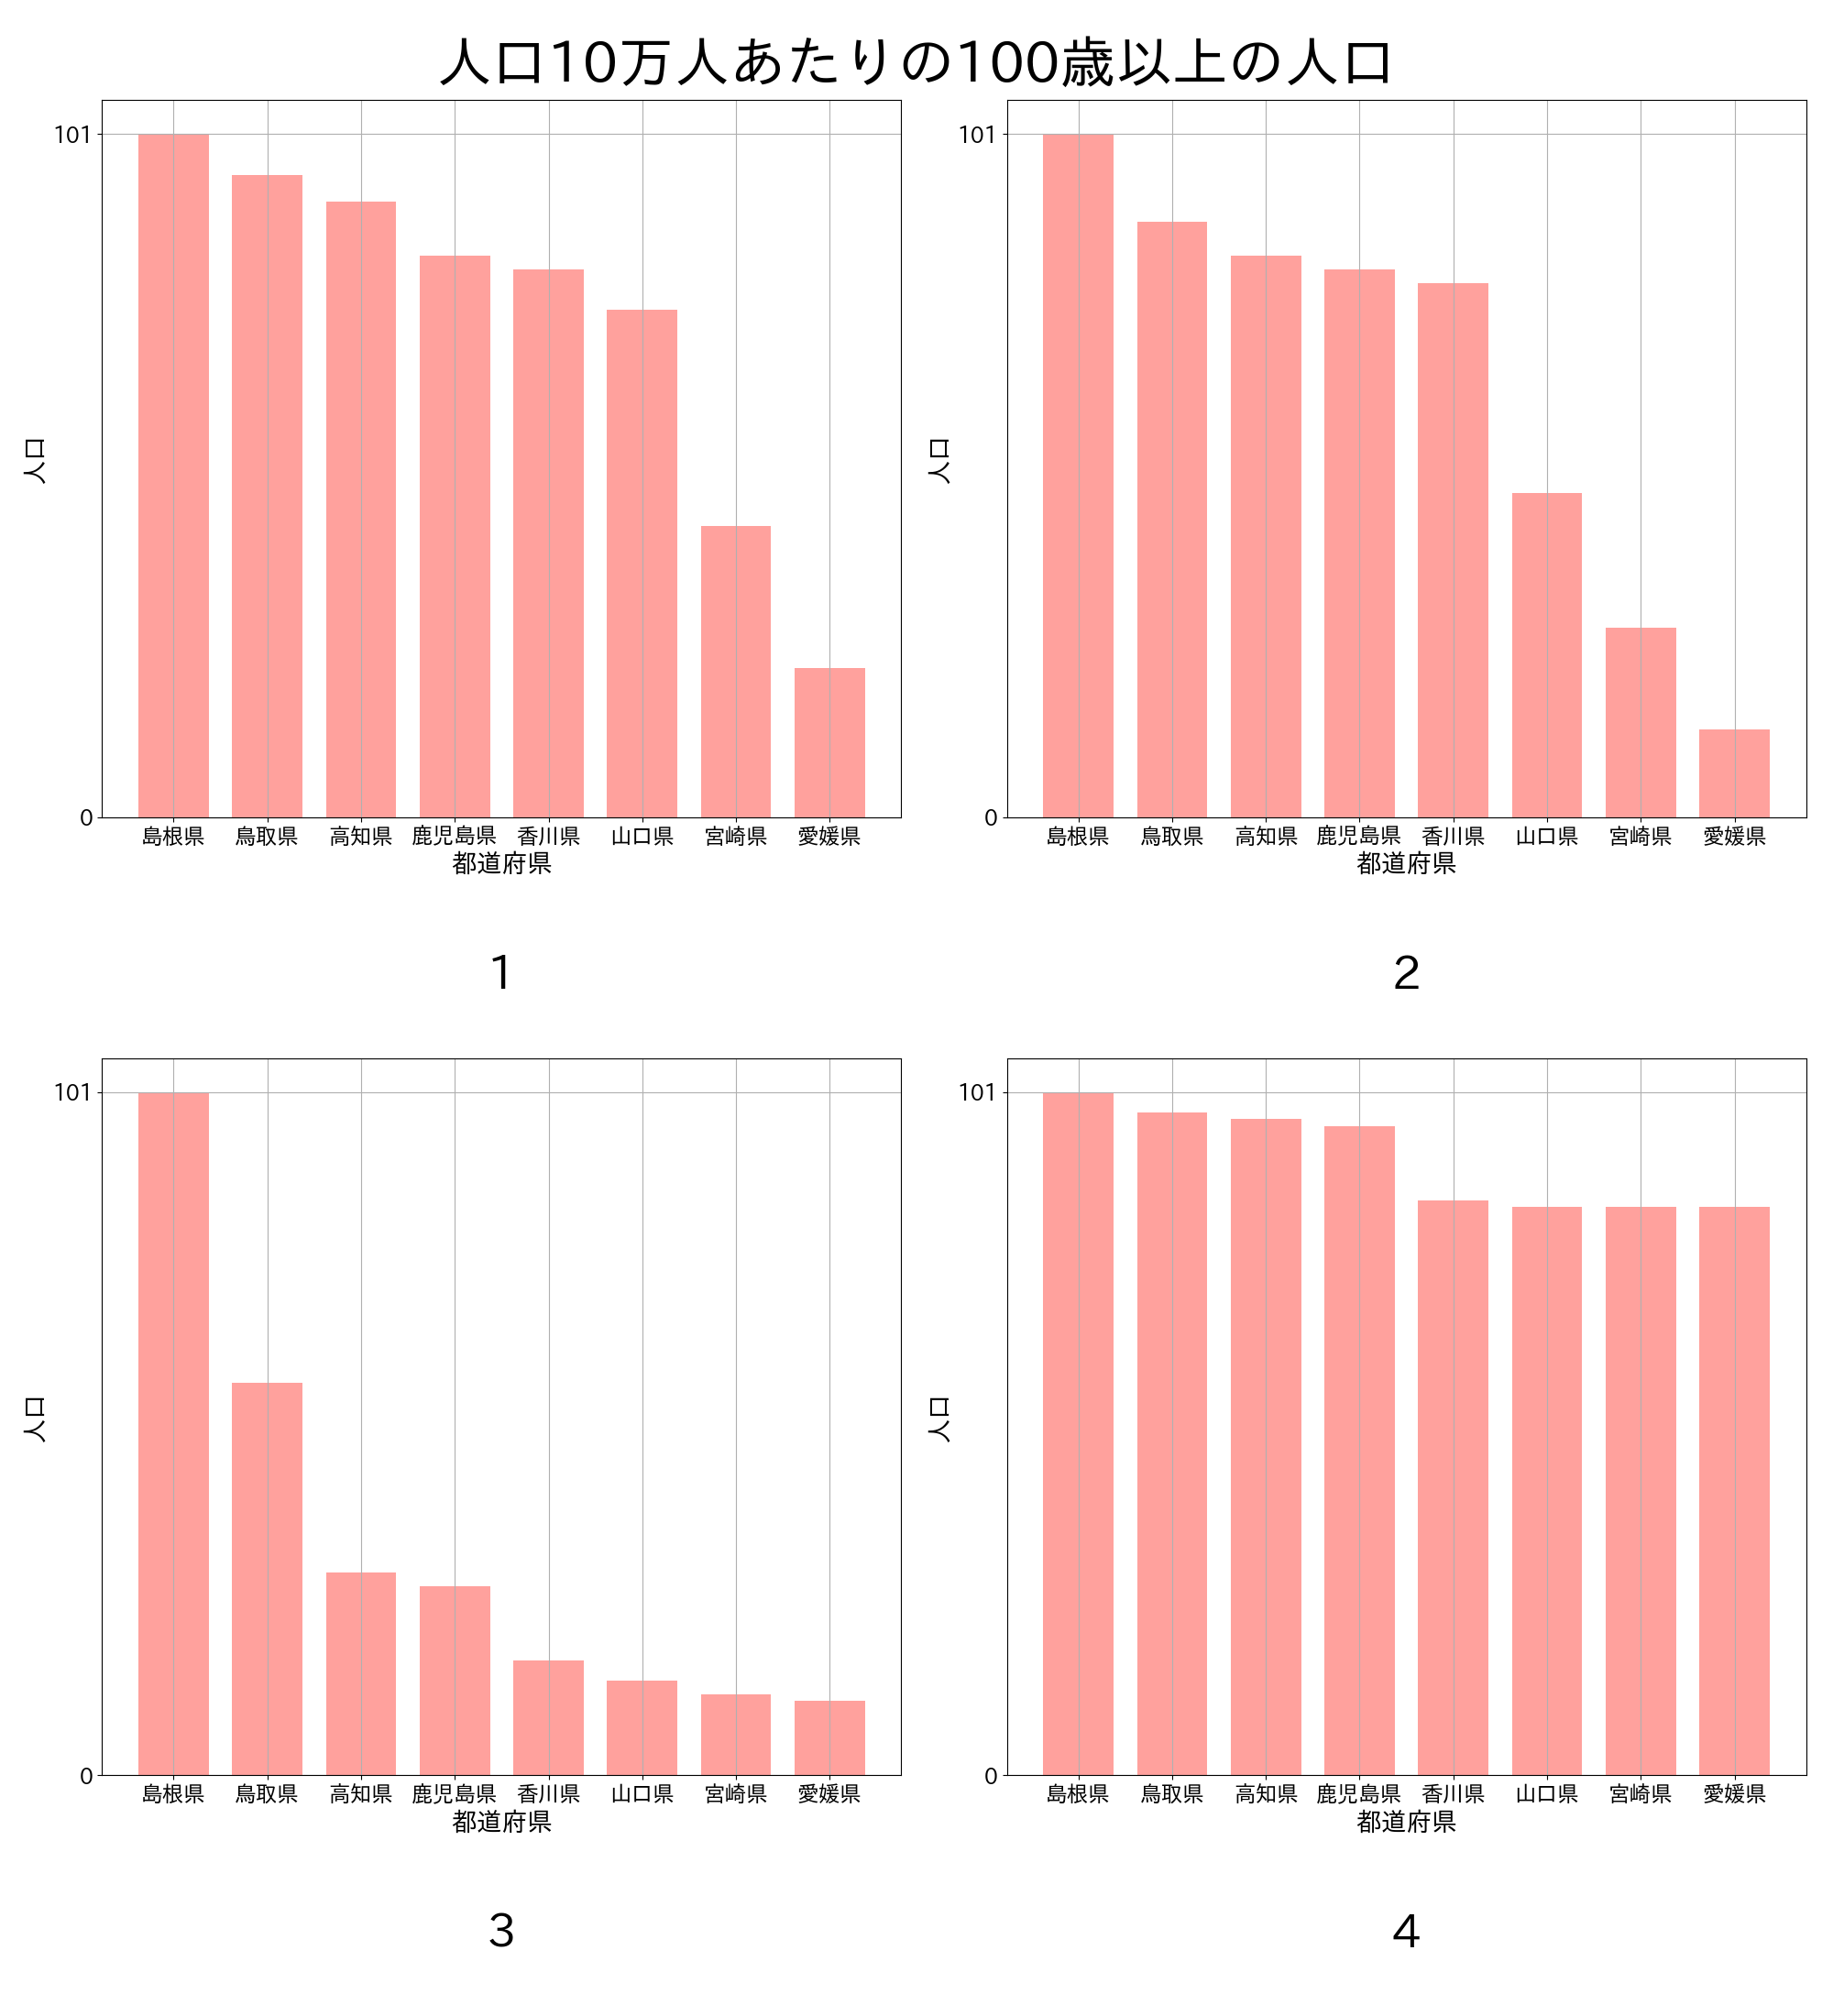 人口10万人あたりの100歳以上の人口
101
人口
0
島根県 鳥取県 高知県 鹿児島県 香川県 山口県 宮崎県 愛媛県
都道府県
1
101
人口
0
島根県 鳥取県 高知県 鹿児島県 香川県 山口県 宮崎県 愛媛県
都道府県
2
101
人口
0
島根県 鳥取県 高知県 鹿児島県 香川県 山口県 宮崎県 愛媛県
都道府県
3
101
人口
0
島根県 鳥取県 高知県 鹿児島県 香川県 山口県 宮崎県 愛媛県
都道府県
4